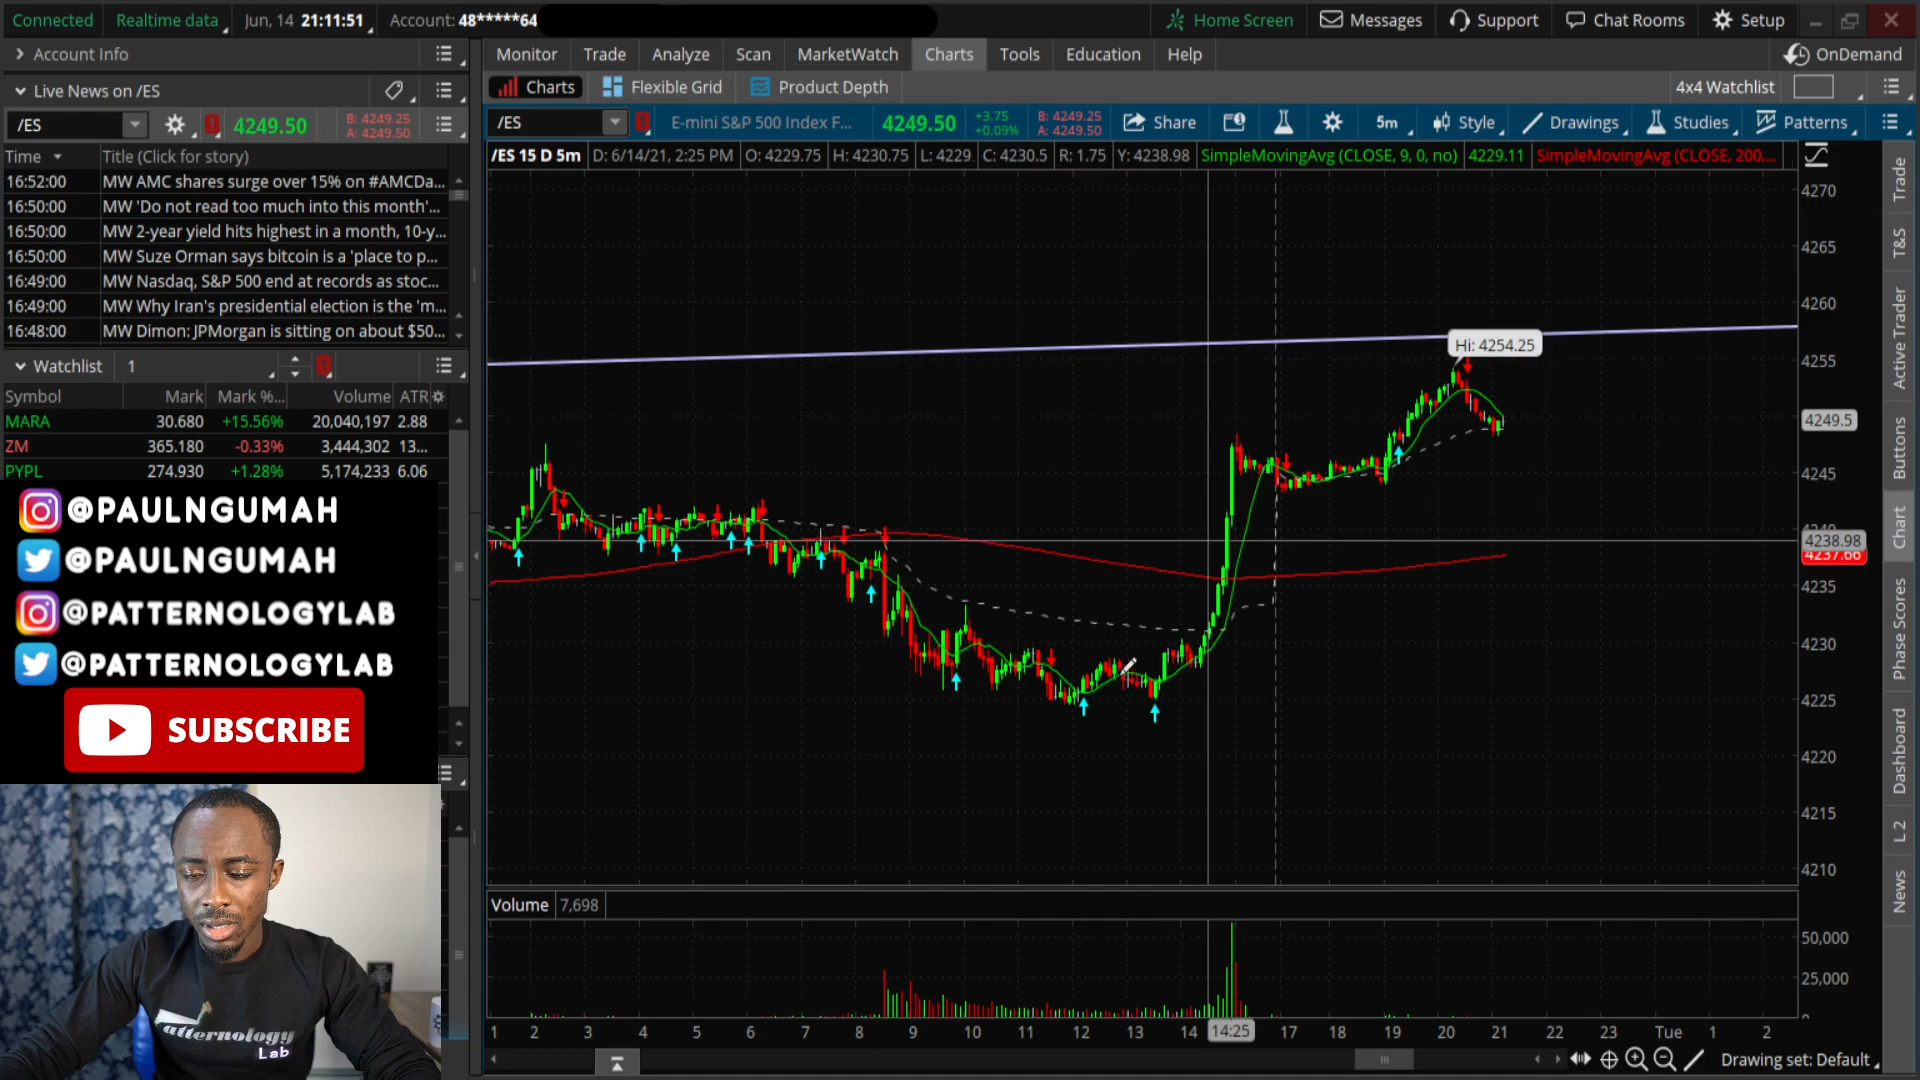 Connected Realtime data Jun, 14 21:11:51 Account: 48*****64 Home Screen Messages Support Chat Rooms Setup
Account Info
Monitor Trade Analyze Scan MarketWatch Charts Tools Education Help OnDemand
Live News on /ES
Charts Flexible Grid Product Depth 4x4 Watchlist
/ES 4249.50 B: 4249.25 A: 4249.50
/ES E-mini S&P 500 Index F... 4249.50 +3.75 +0.09% B: 4249.25 A: 4249.50 Share 5m Style Drawings Studies Patterns
Time Title (Click for story)
/ES 15 D 5m D: 6/14/21, 2:25 PM O: 4229.75 H: 4230.75 L: 4229 C: 4230.5 R: 1.75 Y: 4238.98 SimpleMovingAvg (CLOSE, 9, 0, no) 4229.11 SimpleMovingAvg (CLOSE, 200,...
16:52:00 MW AMC shares surge over 15% on #AMCDa...
16:50:00 MW 'Do not read too much into this month'...
16:50:00 MW 2-year yield hits highest in a month, 10-y...
16:50:00 MW Suze Orman says bitcoin is a 'place to p...
16:49:00 MW Nasdaq, S&P 500 end at records as stoc...
16:49:00 MW Why Iran's presidential election is the 'm...
16:48:00 MW Dimon: JPMorgan is sitting on about $50...
Watchlist 1
Symbol Mark Mark %... Volume ATR
MARA 30.680 +15.56% 20,040,197 2.88
ZM 365.180 -0.33% 3,444,302 13...
PYPL 274.930 +1.28% 5,174,233 6.06
@PAULNGUMAH
@PAULNGUMAH
@PATTERNOLOGYLAB
@PATTERNOLOGYLAB
SUBSCRIBE
atternology
Lab
Hi: 4254.25
4270
4265
4260
4255
4249.5
4245
4240
4238.98
4237.66
4235
4230
4225
4220
4215
4210
Volume 7,698
50,000
25,000
1 2 3 4 5 6 7 8 9 10 11 12 13 14 14:25 17 18 19 20 21 22 23 Tue 1 2
Drawing set: Default
Trade
T&S
Active Trader
Buttons
Chart
Phase Scores
Dashboard
L 2
News